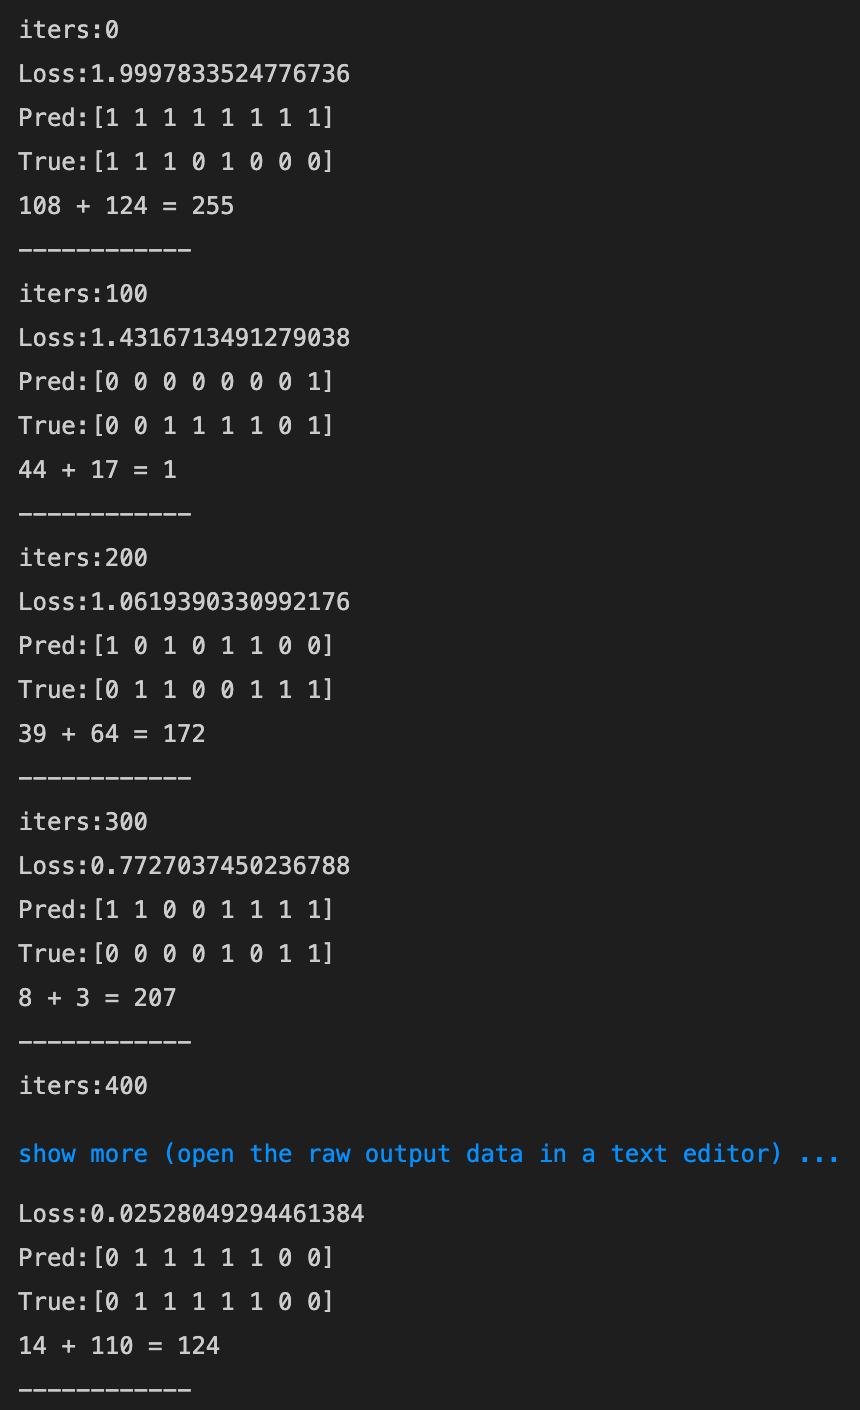 iters:0
Loss:1.9997833524776736
Pred:[1 1 1 1 1 1 1 1]
True:[1 1 1 0 1 0 0 0]
108 + 124 = 255
------------
iters:100
Loss:1.4316713491279038
Pred:[0 0 0 0 0 0 0 1]
True:[0 0 1 1 1 1 0 1]
44 + 17 = 1
------------
iters:200
Loss:1.0619390330992176
Pred:[1 0 1 0 1 1 0 0]
True:[0 1 1 0 0 1 1 1]
39 + 64 = 172
------------
iters:300
Loss:0.7727037450236788
Pred:[1 1 0 0 1 1 1 1]
True:[0 0 0 0 1 0 1 1]
8 + 3 = 207
------------
iters:400
show more (open the raw output data in a text editor) ...
Loss:0.02528049294461384
Pred:[0 1 1 1 1 1 0 0]
True:[0 1 1 1 1 1 0 0]
14 + 110 = 124
------------